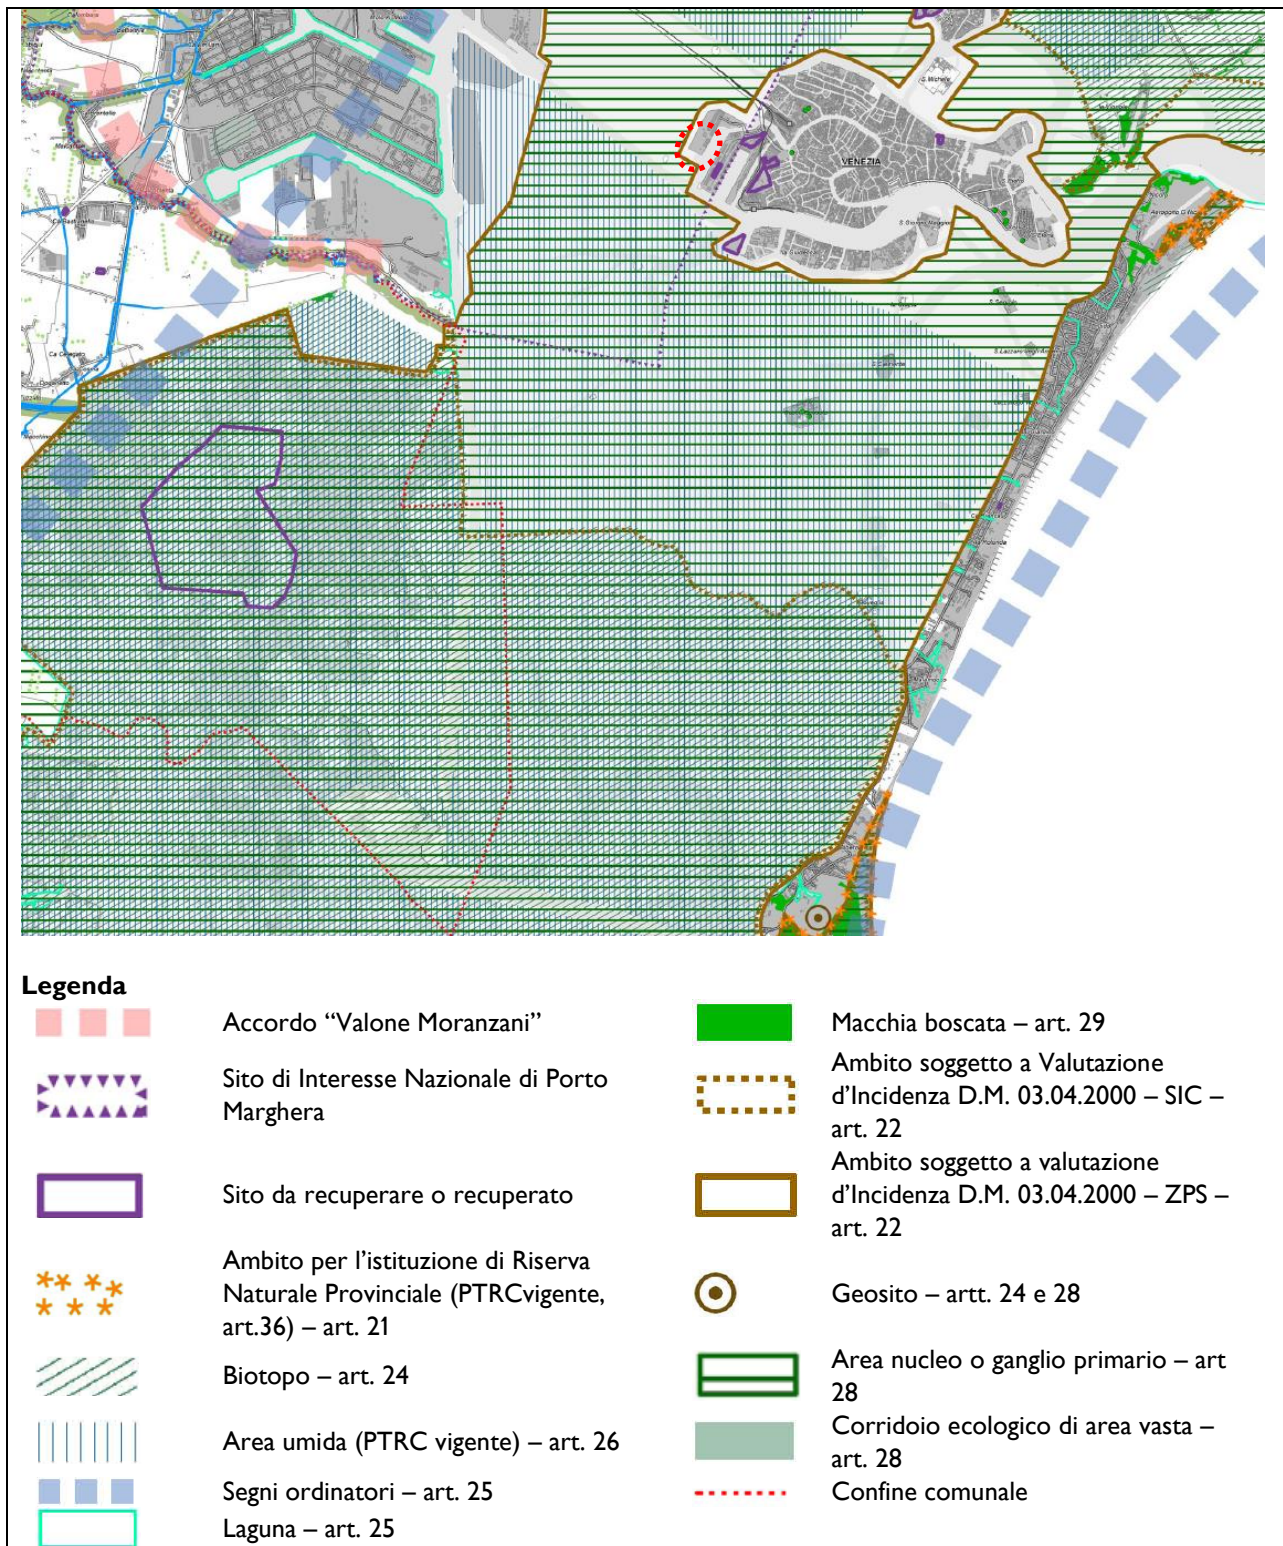 S. Michele
VENEZIA
Legenda
Accordo “Valone Moranzani”
Sito di Interesse Nazionale di Porto
Marghera
Sito da recuperare o recuperato
Ambito per l’istituzione di Riserva
Naturale Provinciale (PTRCvigente,
art.36) – art. 21
Biotopo – art. 24
Area umida (PTRC vigente) – art. 26
Segni ordinatori – art. 25
Laguna – art. 25
Macchia boscata – art. 29
Ambito soggetto a Valutazione
d’Incidenza D.M. 03.04.2000 – SIC –
art. 22
Ambito soggetto a valutazione
d’Incidenza D.M. 03.04.2000 – ZPS –
art. 22
Geosito – artt. 24 e 28
Area nucleo o ganglio primario – art
28
Corridoio ecologico di area vasta –
art. 28
Confine comunale